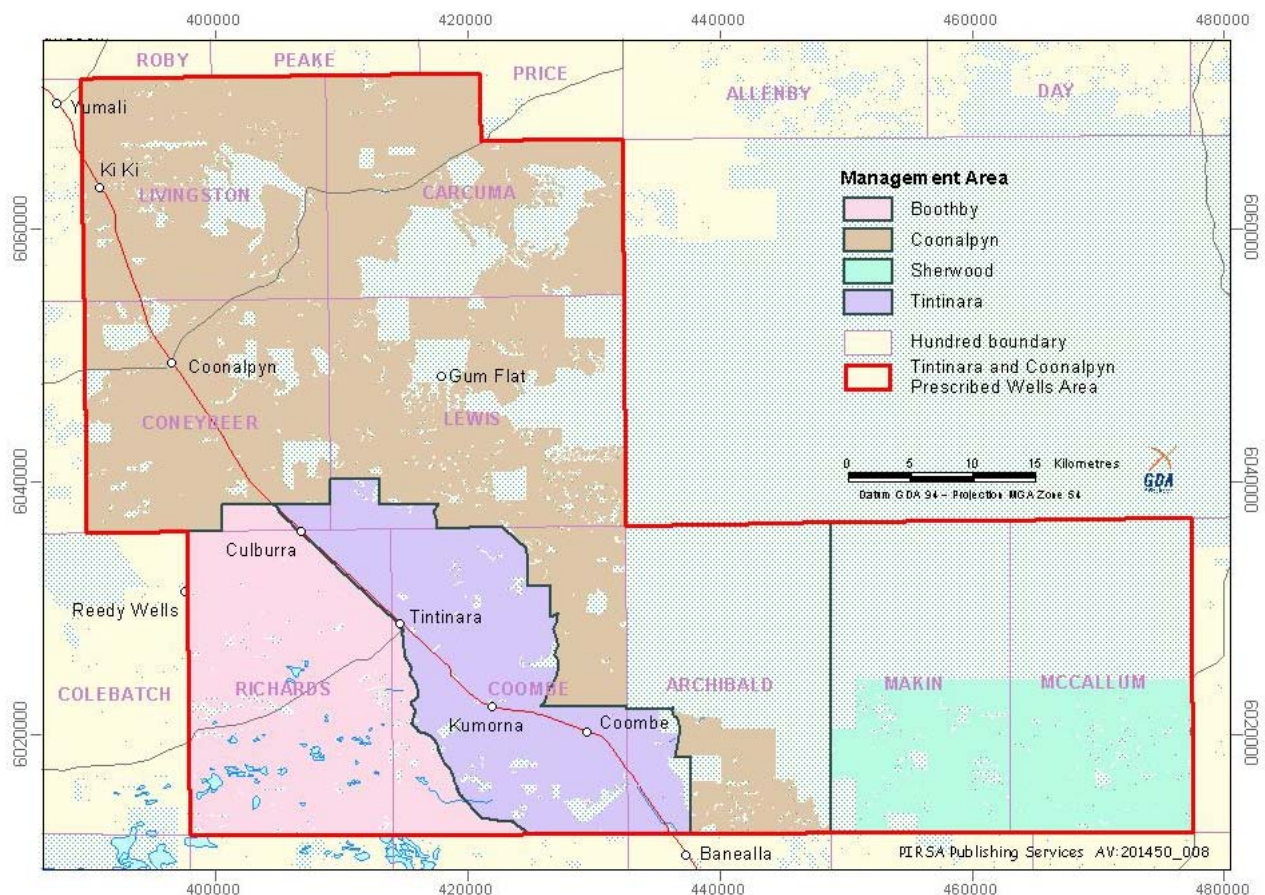 400000 420000 440000 460000 480000
ROBY PEAKE PRICE ALLENBY DAY
Yumali
Ki Ki
LIVINGSTON CARCUMA
Management Area
Boothby
Coonalpyn
Sherwood
Tintinara
Hundred boundary
Tintinara and Coonalpyn
Prescribed Wells Area
6060000 6060000
Coonalpyn
Gum Flat
CONEYBEER LEWIS
0 5 10 15 Kilometres
Datum GDA 94 - Projection MGA Zone 54
GDA
6040000 6040000
Culburra
Reedy Wells
Tintinara
COLEBATCH RICHARDS COOMBE ARCHIBALD MAKIN MCCALLUM
Kumorna
Coombe
6020000 6020000
Banealla
PIRSA Publishing Services AV:201450_008
400000 420000 440000 460000 480000